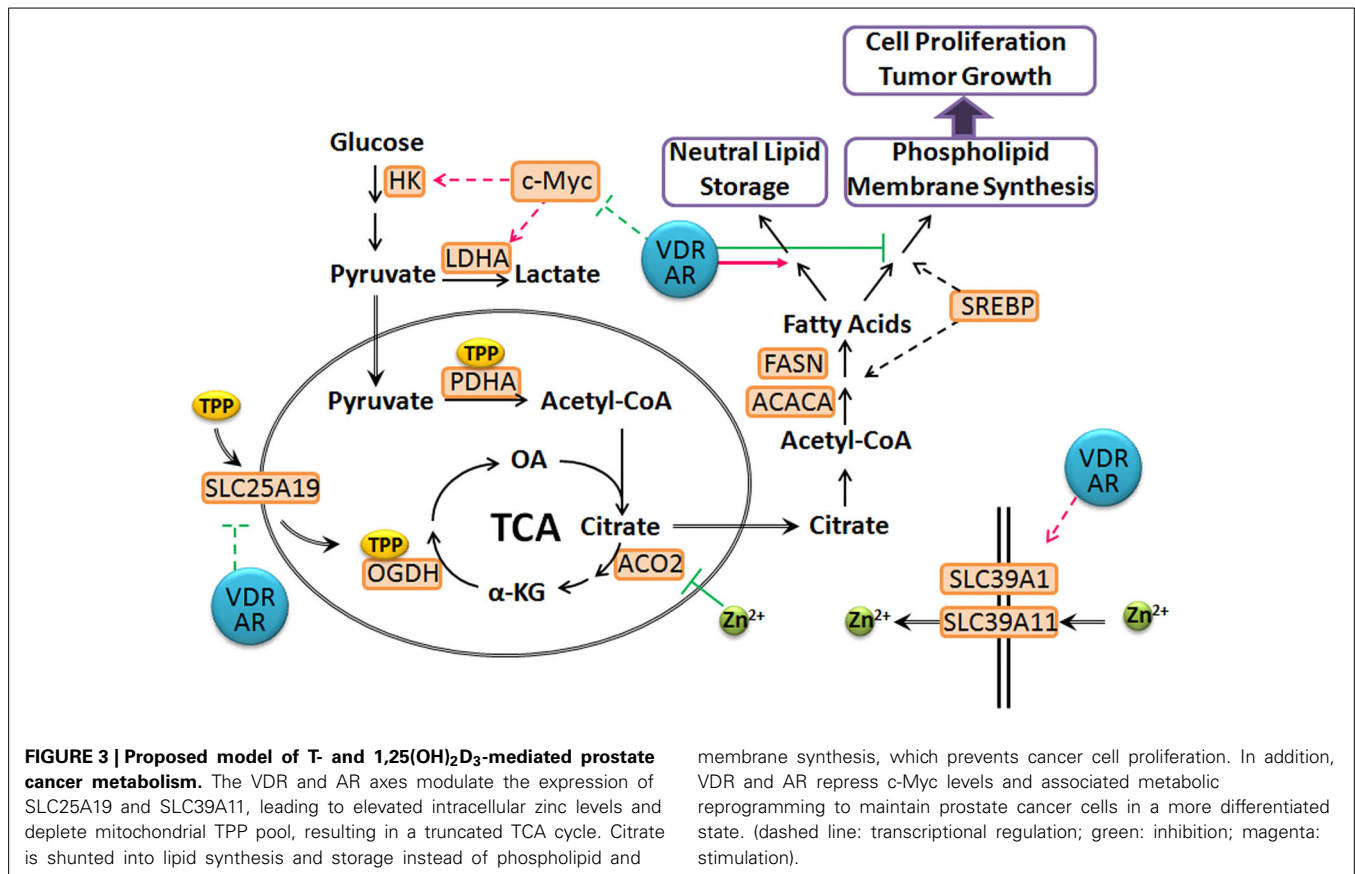 Cell Proliferation
Tumor Growth
Glucose
Neutral Lipid
Storage
Phospholipid
Membrane Synthesis
HK
c-Myc
VDR
AR
LDHA
Pyruvate
Lactate
SREBP
Fatty Acids
TPP
FASN
PDHA
ACACA
TPP
Pyruvate
Acetyl-CoA
Acetyl-CoA
VDR
AR
OA
SLC25A19
TCA
Citrate
Citrate
TPP
OGDH
ACO2
SLC39A1
VDR
AR
α-KG
Zn2+
Zn2+
SLC39A11
Zn2+
FIGURE 3 | Proposed model of T- and 1,25(OH)2D3-mediated prostate
cancer metabolism. The VDR and AR axes modulate the expression of
SLC25A19 and SLC39A11, leading to elevated intracellular zinc levels and
deplete mitochondrial TPP pool, resulting in a truncated TCA cycle. Citrate
is shunted into lipid synthesis and storage instead of phospholipid and
membrane synthesis, which prevents cancer cell proliferation. In addition,
VDR and AR repress c-Myc levels and associated metabolic
reprogramming to maintain prostate cancer cells in a more differentiated
state. (dashed line: transcriptional regulation; green: inhibition; magenta:
stimulation).